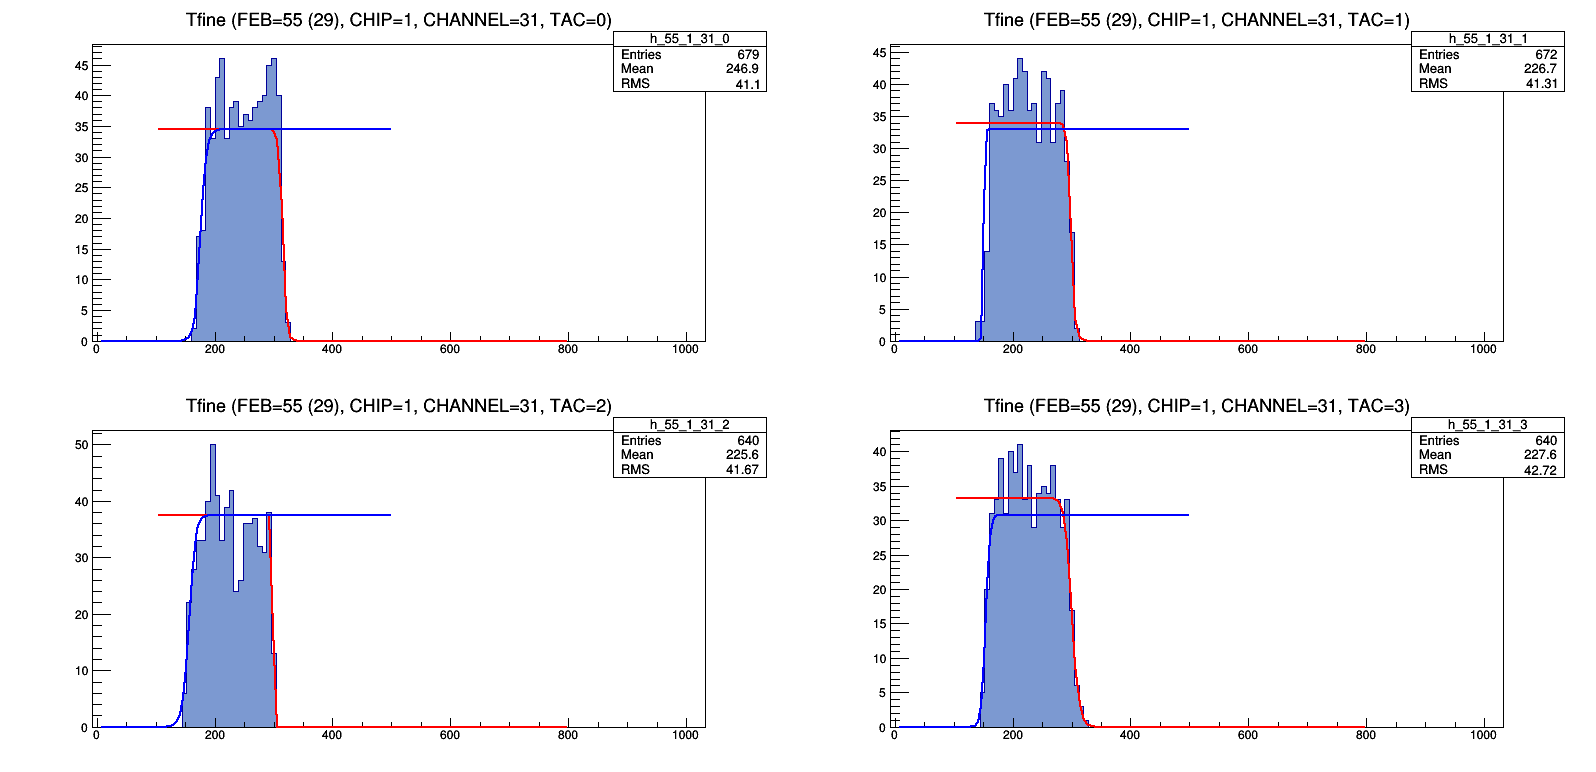 Tfine (FEB=55 (29), CHIP=1, CHANNEL=31, TAC=0)
h_55_1_31_0
Entries 679
Mean 246.9
RMS 41.1
45
40
35
30
25
20
15
10
5
0
0 200 400 600 800 1000
Tfine (FEB=55 (29), CHIP=1, CHANNEL=31, TAC=1)
h_55_1_31_1
Entries 672
Mean 226.7
RMS 41.31
45
40
35
30
25
20
15
10
5
0
0 200 400 600 800 1000
Tfine (FEB=55 (29), CHIP=1, CHANNEL=31, TAC=2)
h_55_1_31_2
Entries 640
Mean 225.6
RMS 41.67
50
40
30
20
10
0
0 200 400 600 800 1000
Tfine (FEB=55 (29), CHIP=1, CHANNEL=31, TAC=3)
h_55_1_31_3
Entries 640
Mean 227.6
RMS 42.72
40
35
30
25
20
15
10
5
0
0 200 400 600 800 1000